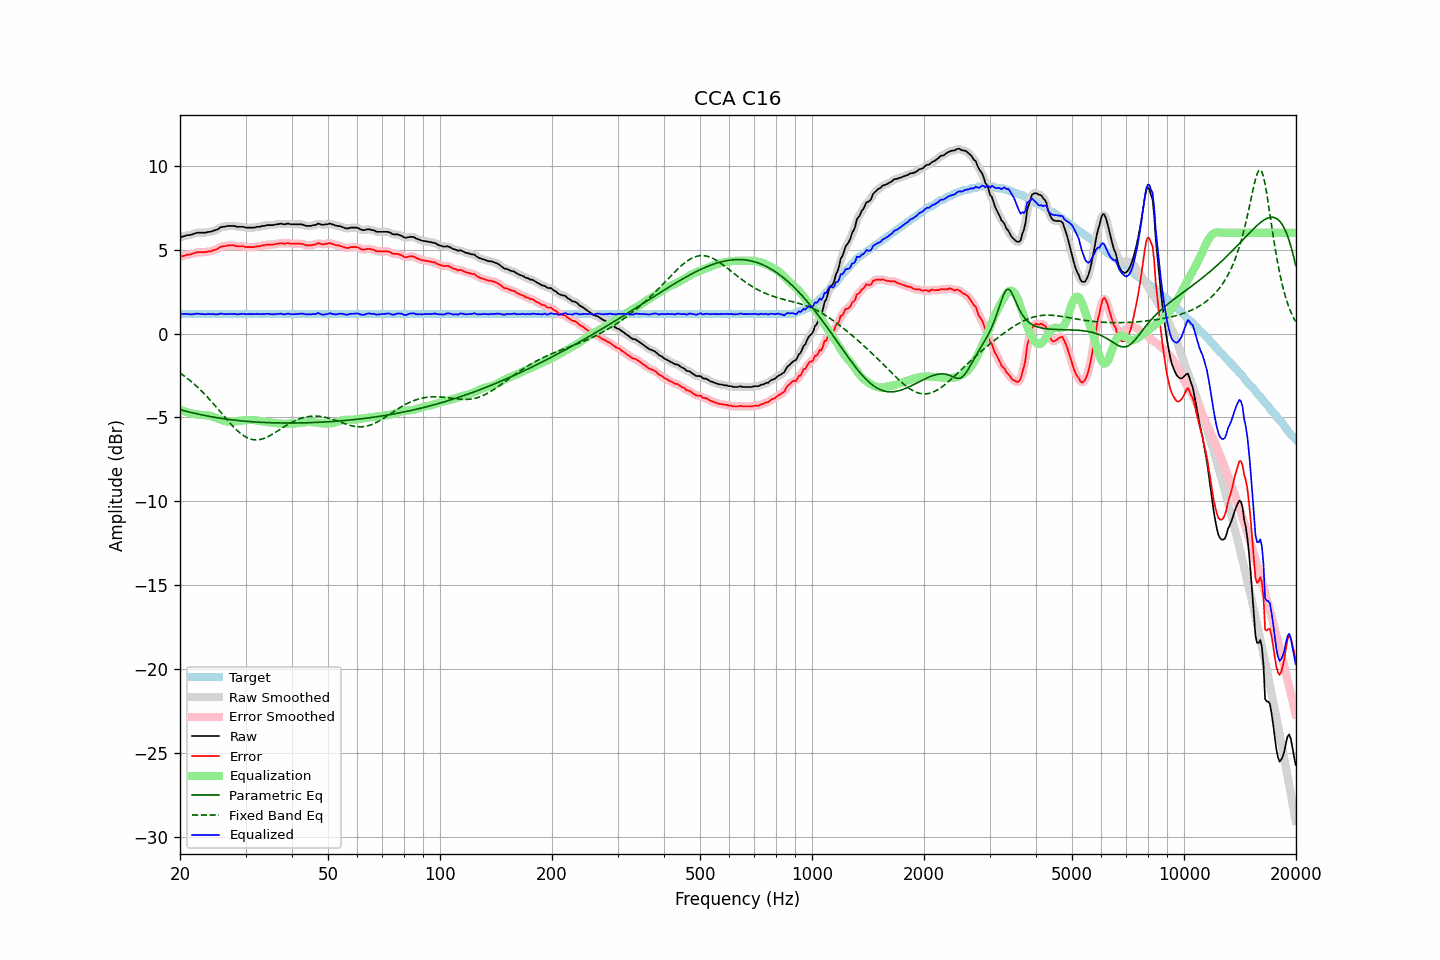 CCA C16
Amplitude (dBr)
10
5
0
−5
−10
−15
−20
−25
−30
Target
Raw Smoothed
Error Smoothed
Raw
Error
Equalization
Parametric Eq
Fixed Band Eq
Equalized
20 50 100 200 500 1000 2000 5000 10000 20000
Frequency (Hz)